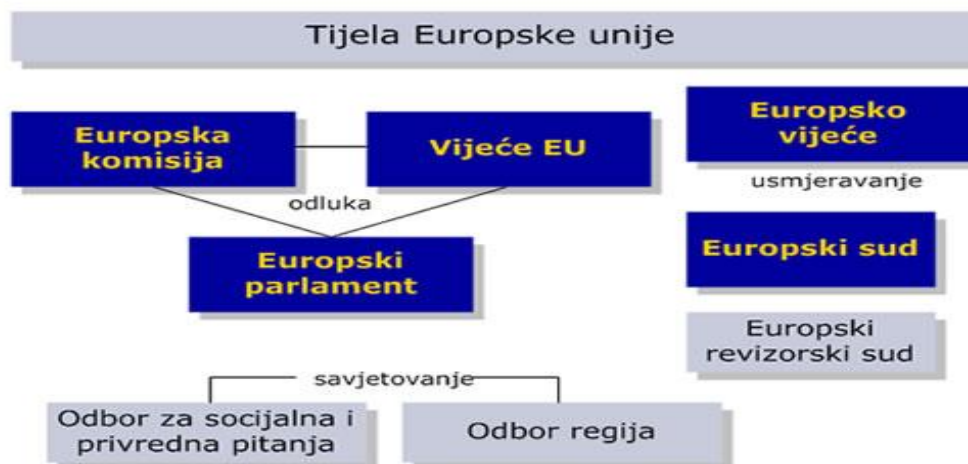 Tijela Europske unije
Europska
komisija
Vijeće EU
Europsko
vijeće
usmjeravanje
odluka
Europski
parlament
Europski sud
Europski
revizorski sud
savjetovanje
Odbor za socijalna i
privredna pitanja
Odbor regija